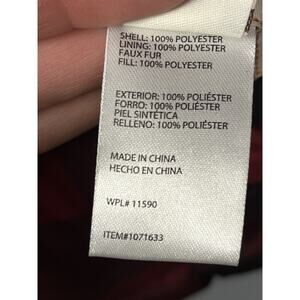 SHELL: 100% POLYESTER
LINING: 100% POLYESTER
FAUX FUR
FILL: 100% POLYESTER
EXTERIOR: 100% POLIÉSTER
FORRO: 100% POLIÉSTER
PIEL SINTÉTICA
RELLENO: 100% POLIÉSTER
MADE IN CHINA
HECHO EN CHINA
WPL# 11590
ITEM#1071633